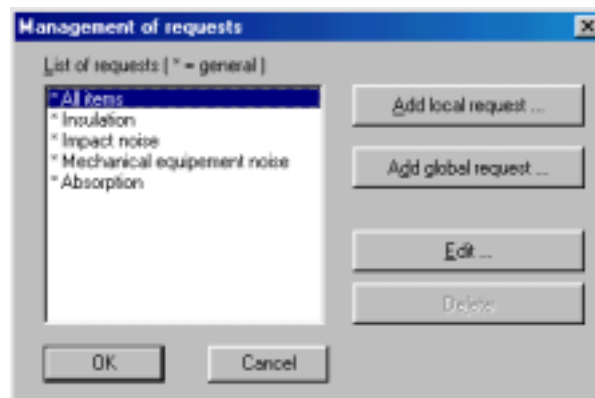 Management of requests
List of requests ( * = general )
* All items
* Insulation
* Impact noise
* Mechanical equipement noise
* Absorption
Add local request ...
Add global request ...
Edit ...
Delete
OK
Cancel